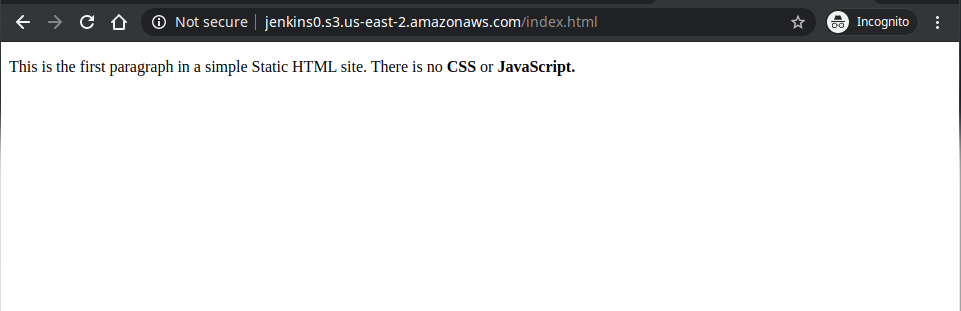 Not secure | jenkins0.s3.us-east-2.amazonaws.com/index.html Incognito
This is the first paragraph in a simple Static HTML site. There is no CSS or JavaScript.